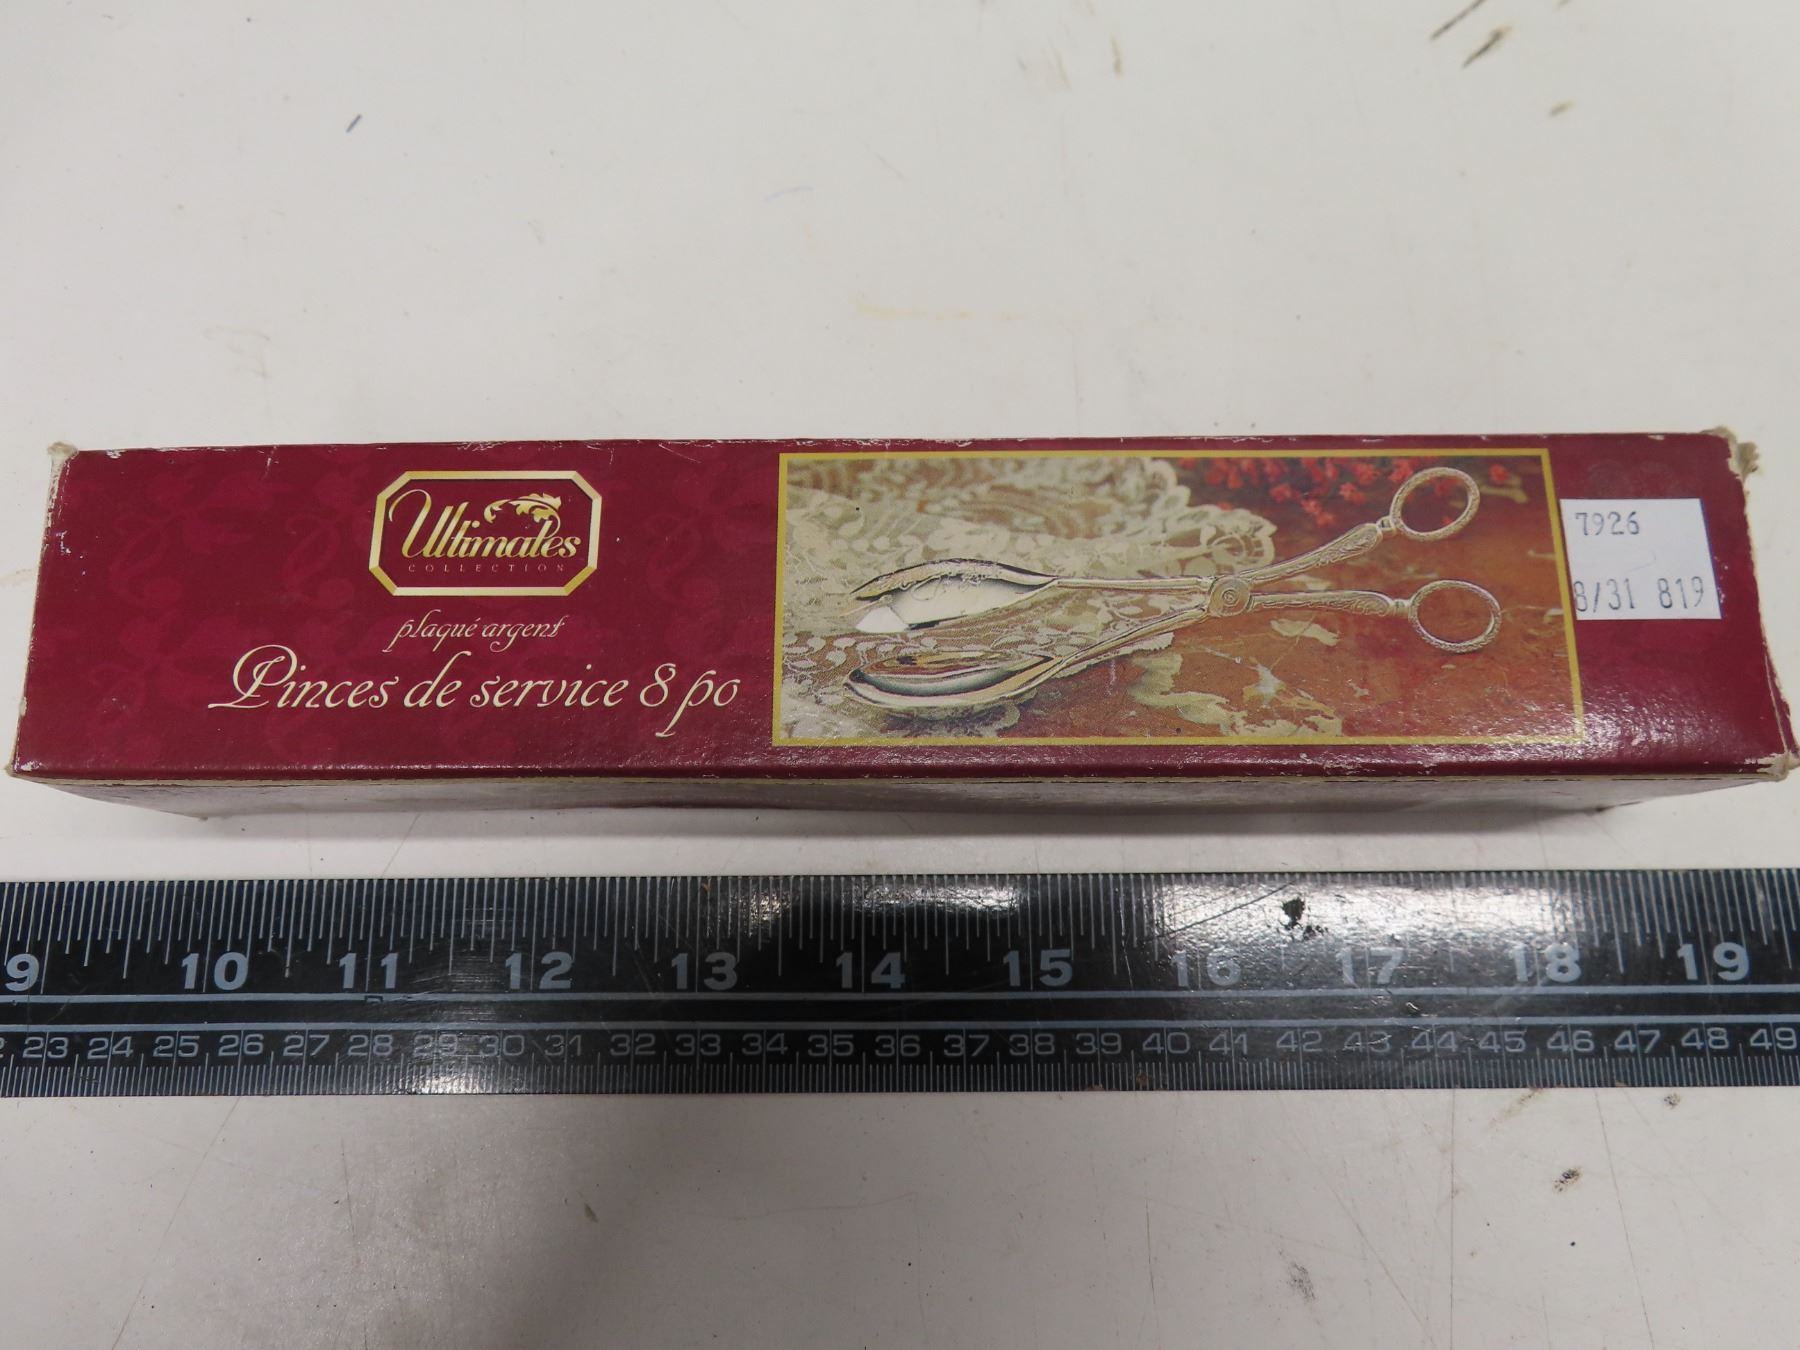 Ultimates
COLLECTION
plaqué argent
Pinces de service 8 po
7926
8/31 819
9 10 11 12 13 14 15 16 17 18 19
23 24 25 26 27 28 29 30 31 32 33 34 35 36 37 38 39 40 41 42 43 44 45 46 47 48 49